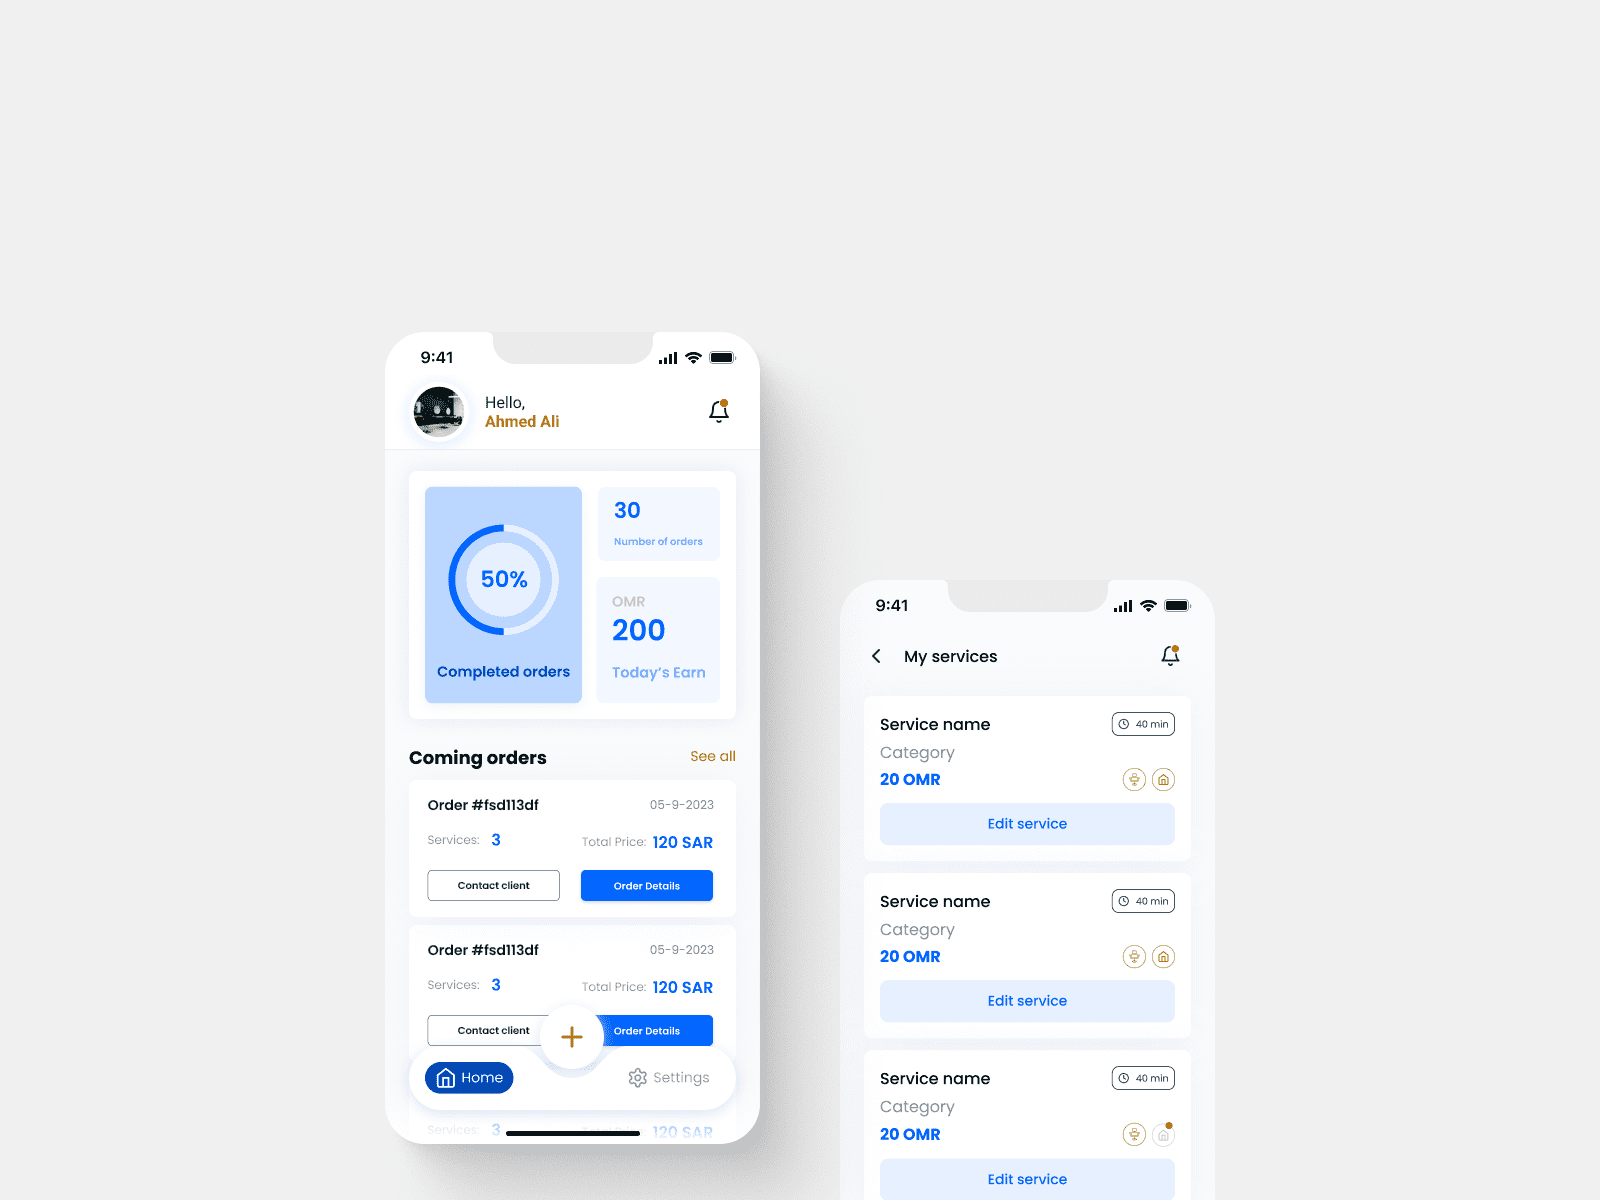 9:41
Hello,
Ahmed Ali
50%
Completed orders
30
Number of orders
OMR
200
Today's Earn
Coming orders
See all
Order #fsd113df
05-9-2023
Services: 3
Total Price: 120 SAR
Contact client
Order Details
Order #fsd113df
05-9-2023
Services: 3
Total Price: 120 SAR
Contact client
Order Details
Home
Settings
Services: 3
Total Price: 120 SAR
9:41
My services
Service name
40 min
Category
20 OMR
Edit service
Service name
40 min
Category
20 OMR
Edit service
Service name
40 min
Category
20 OMR
Edit service